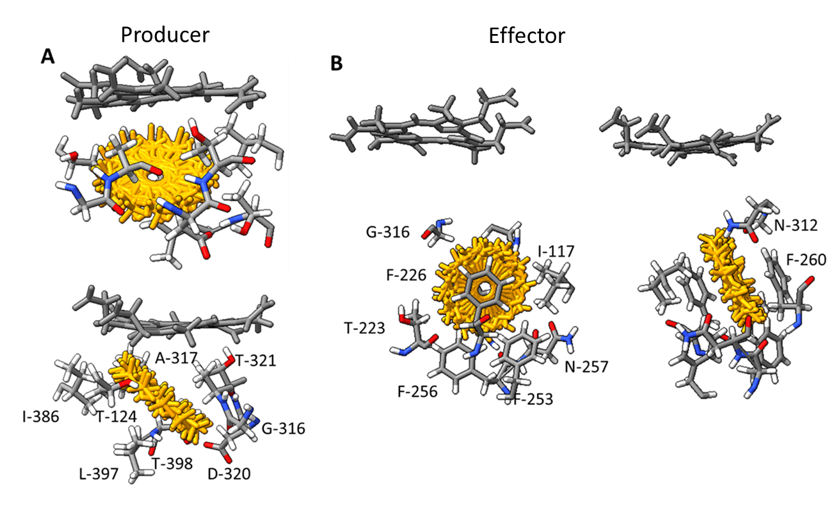 Producer
Effector
A
B
A-317
T-321
I-386
T-124
G-316
T-398
L-397
D-320
G-316
I-117
F-226
T-223
N-257
F-256
F-253
N-312
F-260